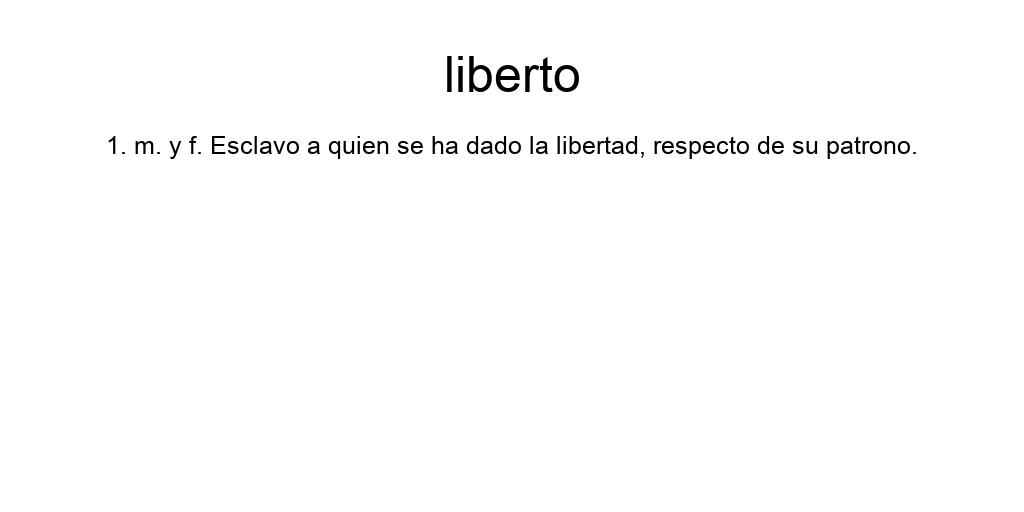 liberto
1. m. y f. Esclavo a quien se ha dado la libertad, respecto de su patrono.